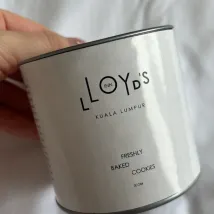 LLOYD'S
INN
KUALA LUMPUR
FRESHLY
BAKED
COOKIES